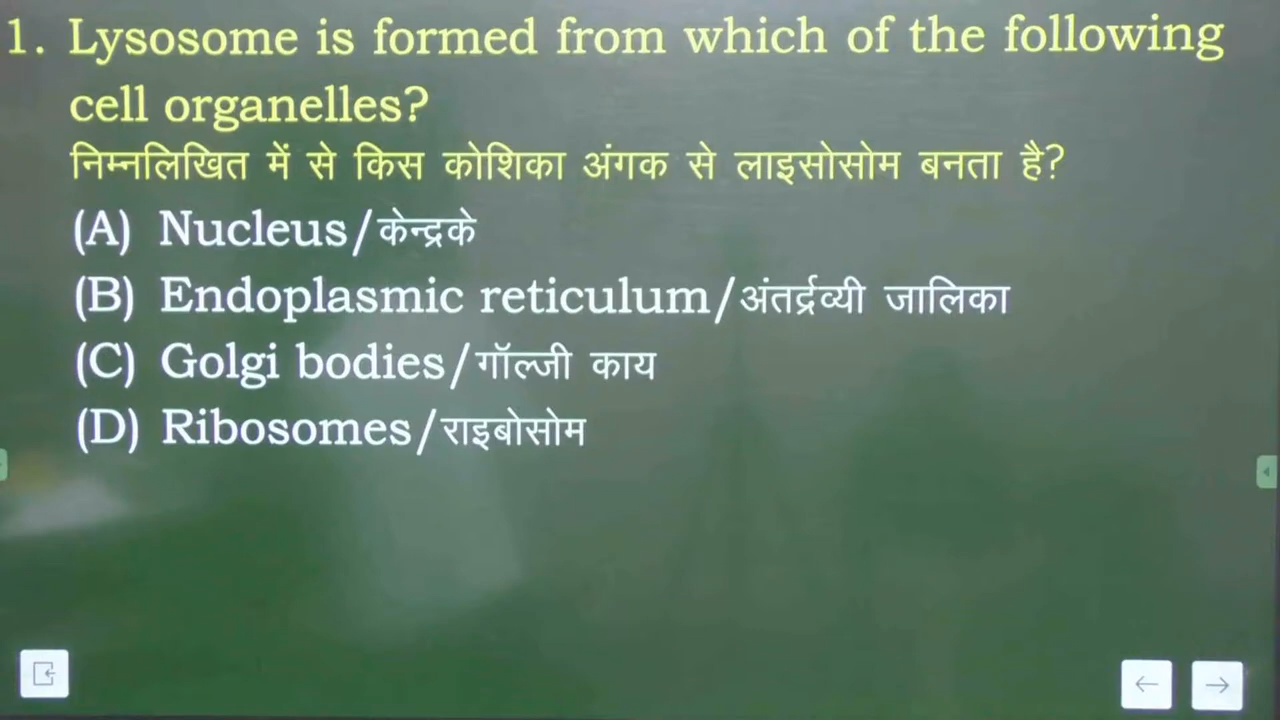 1. Lysosome is formed from which of the following
cell organelles?
निम्नलिखित में से किस कोशिका अंगक से लाइसोसोम बनता है?
(A) Nucleus/केन्द्रके
(B) Endoplasmic reticulum/अंतर्द्रव्यी जालिका
(C) Golgi bodies/गॉल्जी काय
(D) Ribosomes/राइबोसोम